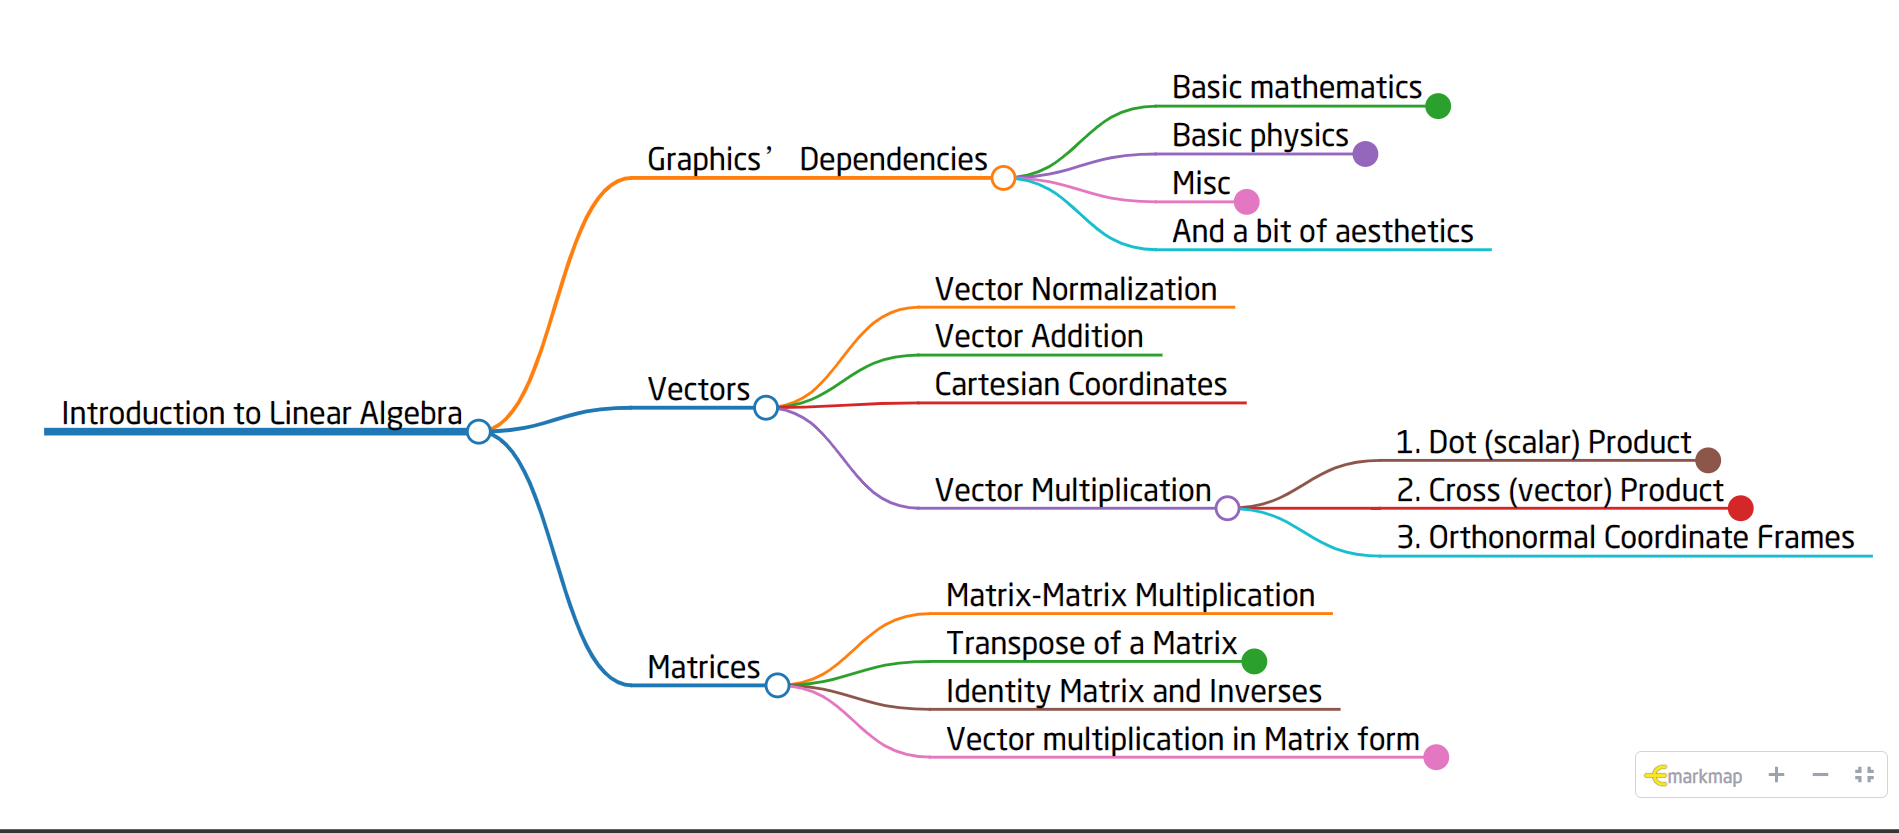 Introduction to Linear Algebra
Graphics’ Dependencies
Basic mathematics
Basic physics
Misc
And a bit of aesthetics
Vectors
Vector Normalization
Vector Addition
Cartesian Coordinates
Vector Multiplication
1. Dot (scalar) Product
2. Cross (vector) Product
3. Orthonormal Coordinate Frames
Matrices
Matrix-Matrix Multiplication
Transpose of a Matrix
Identity Matrix and Inverses
Vector multiplication in Matrix form
markmap